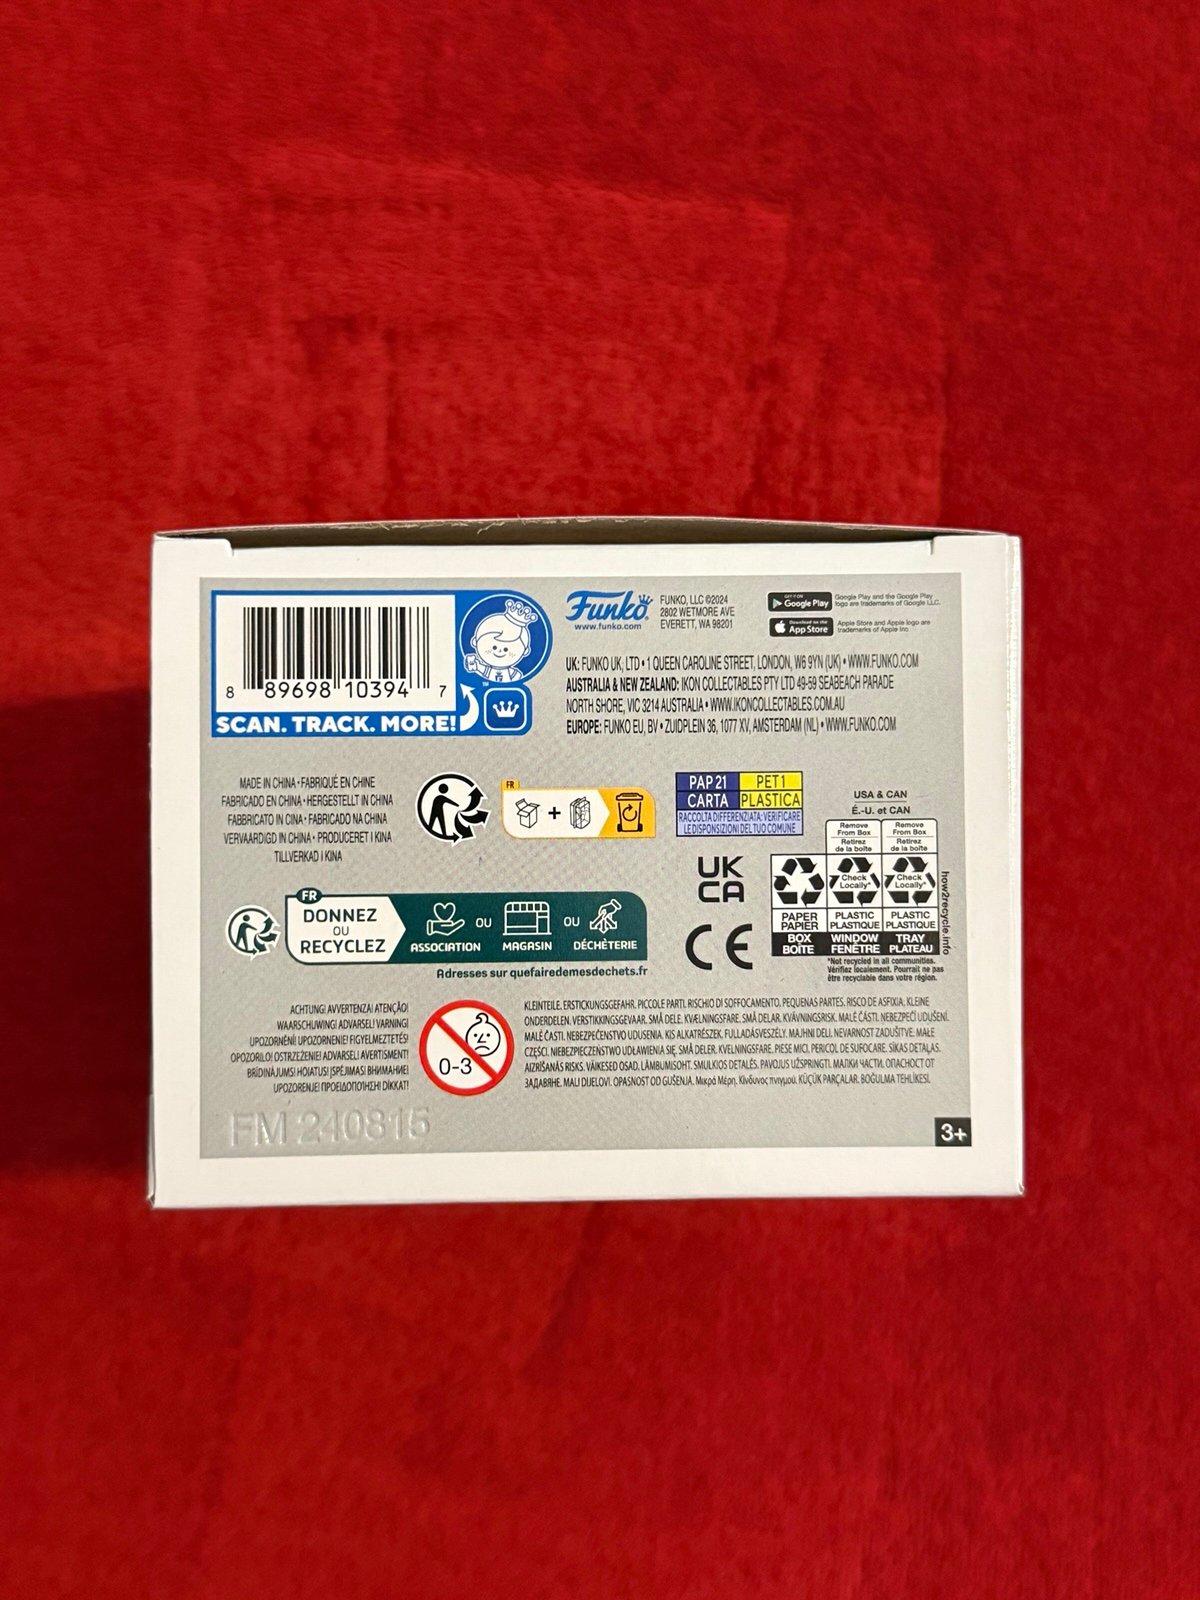 8 89698 10394 7
SCAN. TRACK. MORE!
™
Funko®
www.funko.com
FUNKO, LLC ©2024
2802 WETMORE AVE
EVERETT, WA 98201
GET IT ON
Google Play
Google Play and the Google Play
logo are trademarks of Google LLC.
Download on the
App Store
Apple Store and Apple logo are
trademarks of Apple Inc
UK: FUNKO UK, LTD • 1 QUEEN CAROLINE STREET, LONDON, W6 9YN (UK) • WWW.FUNKO.COM
AUSTRALIA & NEW ZEALAND: IKON COLLECTABLES PTY LTD 49-59 SEABEACH PARADE
NORTH SHORE, VIC 3214 AUSTRALIA • WWW.IKONCOLLECTABLES.COM.AU
EUROPE: FUNKO EU, BV • ZUIDPLEIN 36, 1077 XV, AMSTERDAM (NL) • WWW.FUNKO.COM
MADE IN CHINA • FABRIQUÉ EN CHINE
FABRICADO EN CHINA • HERGESTELLT IN CHINA
FABBRICATO IN CINA • FABRICADO NA CHINA
VERVAARDIGD IN CHINA • PRODUCERET I KINA
TILLVERKAD I KINA
FR
+
PAP 21 PET 1
CARTA PLASTICA
RACCOLTA DIFFERENZIATA: VERIFICARE
LE DISPOSIZIONI DEL TUO COMUNE
USA & CAN
É.-U. et CAN
Remove
From Box
Retirez
de la boîte
Remove
From Box
Retirez
de la boîte
Check
Locally*
Check
Locally*
PAPER
PAPIER
BOX
BOÎTE
PLASTIC
PLASTIQUE
WINDOW
FENÊTRE
PLASTIC
PLASTIQUE
TRAY
PLATEAU
how2recycle.info
*Not recycled in all communities.
Vérifiez localement. Pourrait ne pas
être recyclable dans votre région.
UK
CA
CE
FR
DONNEZ
OU
RECYCLEZ
ASSOCIATION OU MAGASIN OU DÉCHÈTERIE
Adresses sur quefairedemesdechets.fr
ACHTUNG! AVVERTENZA! ATENÇÃO!
WAARSCHUWING! ADVARSEL! VARNING!
UPOZORNĚNÍ! UPOZORNENIE! FIGYELMEZTETÉS!
OPOZORILO! OSTRZEŻENIE! ADVARSEL! AVERTISMENT!
BRĪDINĀJUMS! HOIATUS! ĮSPĖJIMAS! ВНИМАНИЕ!
UPOZORENJE! ΠΡΟΕΙΔΟΠΟΙΗΣΗ! DİKKAT!
0-3
KLEINTEILE. ERSTICKUNGSGEFAHR. PICCOLE PARTI. RISCHIO DI SOFFOCAMENTO. PEQUENAS PARTES. RISCO DE ASFIXIA. KLEINE
ONDERDELEN. VERSTIKKINGSGEVAAR. SMÅ DELE. KVÆLNINGSFARE. SMÅ DELAR. KVÄVNINGSRISK. MALÉ ČÁSTI. NEBEZPEČÍ UDUŠENÍ.
MALÉ ČASTI. NEBEZPEČENSTVO UDUSENIA. KIS ALKATRÉSZEK. FULLADÁSVESZÉLY. MAJHNI DELI. NEVARNOST ZADUŠITVE. MAŁE
CZĘŚCI. NIEBEZPIECZEŃSTWO UDŁAWIENIA SIĘ. SMÅ DELER. KVELNINGSFARE. PIESE MICI. PERICOL DE SUFOCARE. SĪKAS DETAĻAS.
AIZRĪŠANĀS RISKS. VÄIKESED OSAD. LÄMBUMISOHT. SMULKIOS DETALĖS. PAVOJUS UŽSPRINGTI. МАЛКИ ЧАСТИ. ОПАСНОСТ ОТ
ЗАДАВЯНЕ. MALI DIJELOVI. OPASNOST OD GUŠENJA. Μικρά Μέρη. Κίνδυνος πνιγμού. KÜÇÜK PARÇALAR. BOĞULMA TEHLİKESİ.
FM 240815
3+